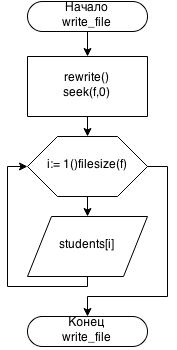 Начало
write_file
rewrite()
seek(f,0)
i:= 1()filesize(f)
students[i]
Конец
write_file